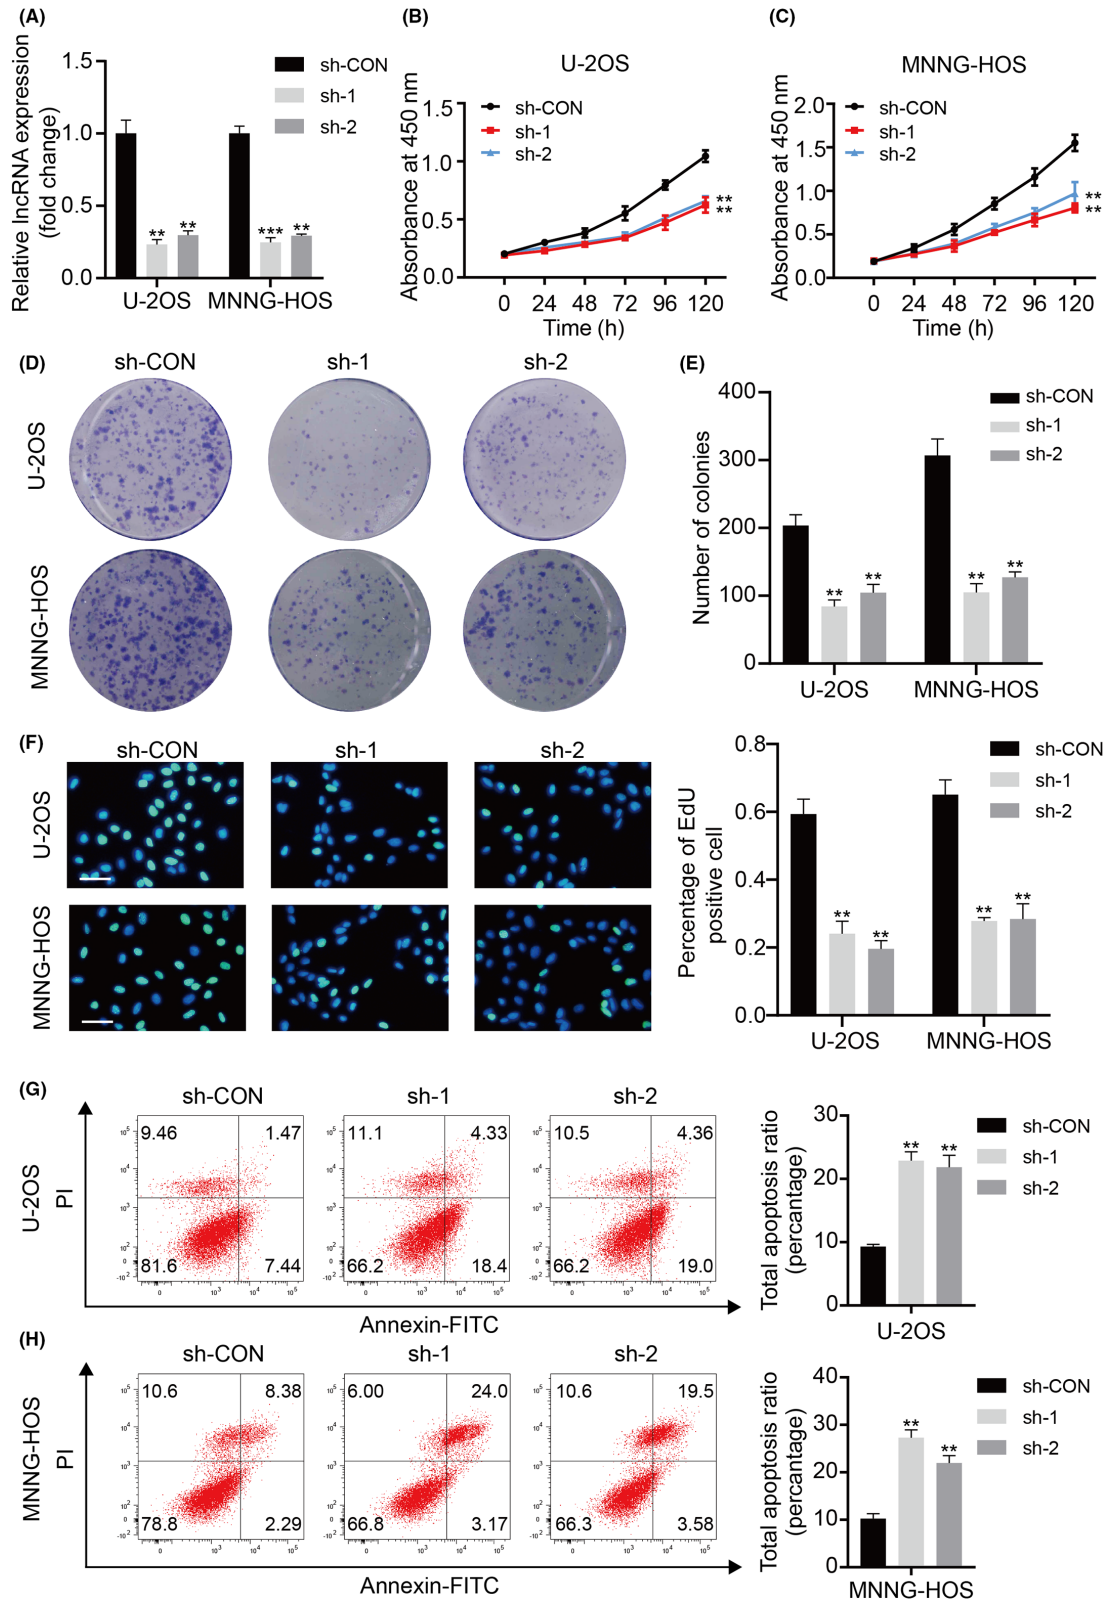 (A)
Relative lncRNA expression
(fold change)
1.5
1.0
0.5
0.0
sh-CON
sh-1
sh-2
**
**
***
**
U-2OS
MNNG-HOS
(B)
U-2OS
Absorbance at 450 nm
1.5
1.0
0.5
0.0
sh-CON
sh-1
sh-2
**
**
0 24 48 72 96 120
Time (h)
(C)
MNNG-HOS
Absorbance at 450 nm
2.0
1.5
1.0
0.5
0.0
sh-CON
sh-1
sh-2
**
**
0 24 48 72 96 120
Time (h)
(D)
sh-CON sh-1 sh-2
U-2OS
MNNG-HOS
(E)
Number of colonies
400
300
200
100
0
sh-CON
sh-1
sh-2
**
**
**
**
U-2OS
MNNG-HOS
(F)
sh-CON sh-1 sh-2
U-2OS
MNNG-HOS
Percentage of EdU
positive cell
0.8
0.6
0.4
0.2
0.0
sh-CON
sh-1
sh-2
**
**
**
**
U-2OS
MNNG-HOS
(G)
sh-CON sh-1 sh-2
U-2OS
PI
9.46 1.47
81.6 7.44
11.1 4.33
66.2 18.4
10.5 4.36
66.2 19.0
Annexin-FITC
Total apoptosis ratio
(percantage)
30
20
10
0
sh-CON
sh-1
sh-2
**
**
U-2OS
(H)
sh-CON sh-1 sh-2
MNNG-HOS
PI
10.6 8.38
78.8 2.29
6.00 24.0
66.8 3.17
10.6 19.5
66.3 3.58
Annexin-FITC
Total apoptosis ratio
(percantage)
40
30
20
10
0
sh-CON
sh-1
sh-2
**
**
MNNG-HOS